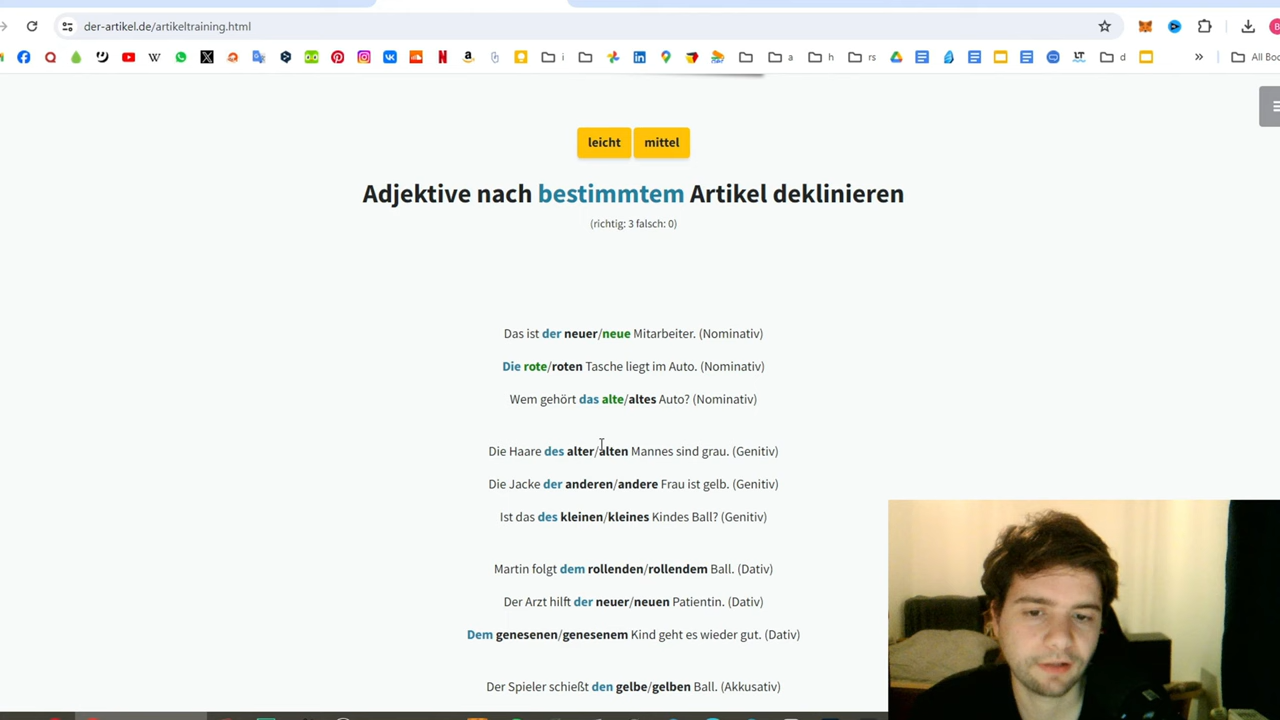 der-artikel.de/artikeltraining.html
i a h rs d » All Boo
leicht mittel
Adjektive nach bestimmtem Artikel deklinieren
(richtig: 3 falsch: 0)
Das ist der neuer/neue Mitarbeiter. (Nominativ)
Die rote/roten Tasche liegt im Auto. (Nominativ)
Wem gehört das alte/altes Auto? (Nominativ)
Die Haare des alter/alten Mannes sind grau. (Genitiv)
Die Jacke der anderen/andere Frau ist gelb. (Genitiv)
Ist das des kleinen/kleines Kindes Ball? (Genitiv)
Martin folgt dem rollenden/rollendem Ball. (Dativ)
Der Arzt hilft der neuer/neuen Patientin. (Dativ)
Dem genesenen/genesenem Kind geht es wieder gut. (Dativ)
Der Spieler schießt den gelbe/gelben Ball. (Akkusativ)